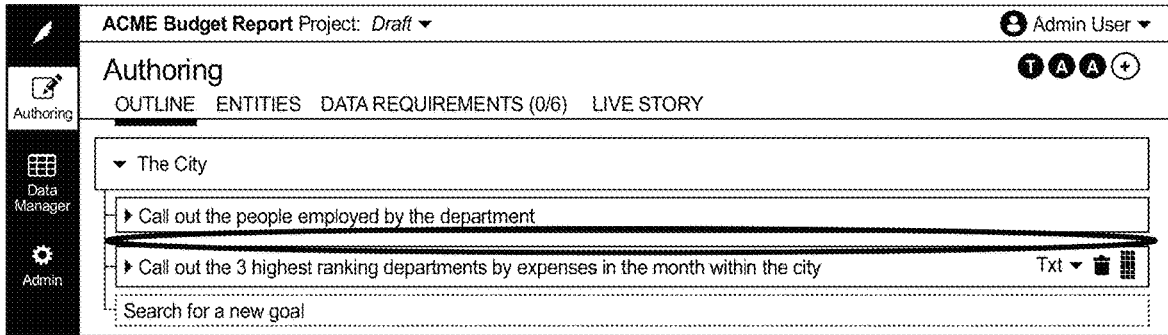 ACME Budget Report Project: Draft
Admin User
Authoring
T A A +
OUTLINE ENTITIES DATA REQUIREMENTS (0/6) LIVE STORY
Authoring
The City
Data
Manager
Call out the people employed by the department
Call out the 3 highest ranking departments by expenses in the month within the city
Txt
Admin
Search for a new goal